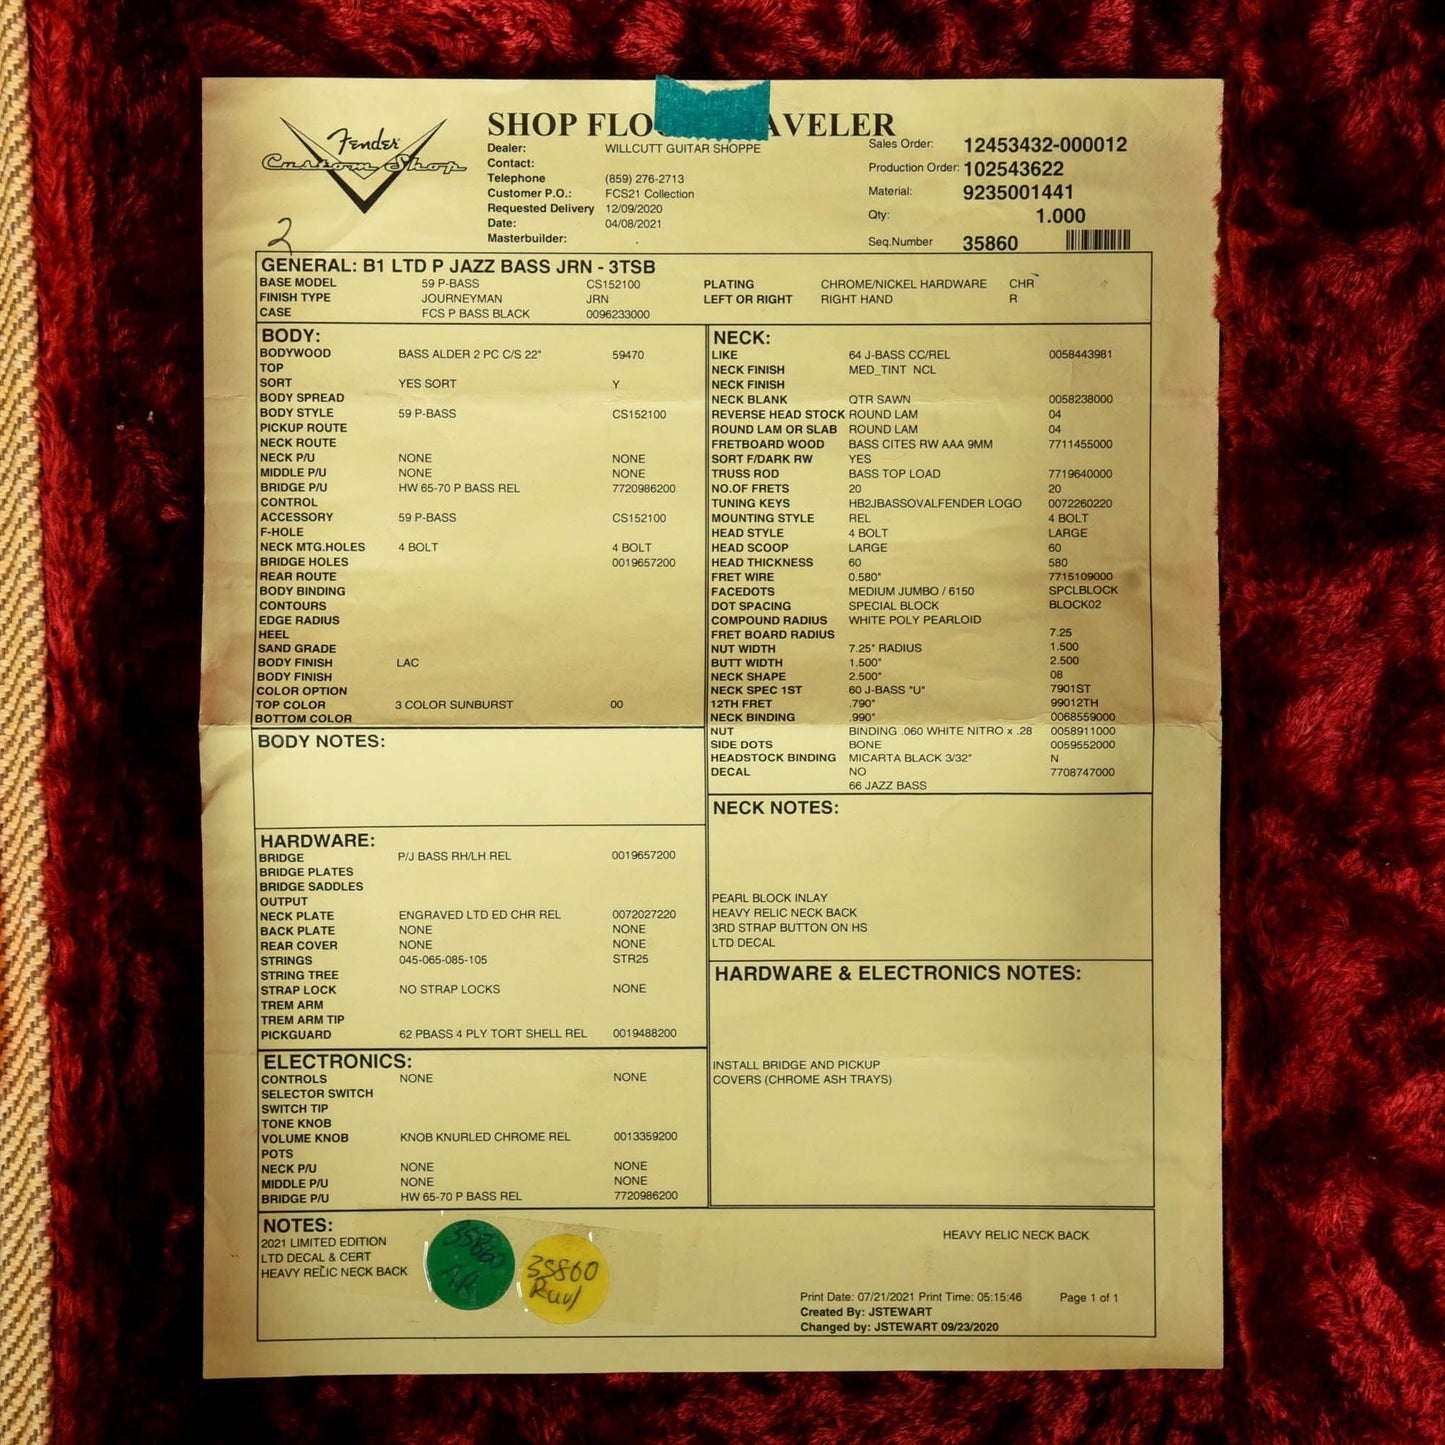 Fender
Custom Shop
2
SHOP FLO AVELER
Dealer: WILLCUTT GUITAR SHOPPE
Contact:
Telephone (859) 276-2713
Customer P.O.: FCS21 Collection
Requested Delivery 12/09/2020
Date: 04/08/2021
Masterbuilder:
Sales Order: 12453432-000012
Production Order: 102543622
Material: 9235001441
Qty: 1.000
Seq.Number 35860
GENERAL: B1 LTD P JAZZ BASS JRN - 3TSB
BASE MODEL 59 P-BASS CS152100 PLATING CHROME/NICKEL HARDWARE CHR
FINISH TYPE JOURNEYMAN JRN LEFT OR RIGHT RIGHT HAND R
CASE FCS P BASS BLACK 0096233000
BODY:
BODYWOOD BASS ALDER 2 PC C/S 22" 59470
TOP
SORT YES SORT Y
BODY SPREAD
BODY STYLE 59 P-BASS CS152100
PICKUP ROUTE
NECK ROUTE
NECK P/U NONE NONE
MIDDLE P/U NONE NONE
BRIDGE P/U HW 65-70 P BASS REL 7720986200
CONTROL
ACCESSORY 59 P-BASS CS152100
F-HOLE
NECK MTG.HOLES 4 BOLT 4 BOLT
BRIDGE HOLES 0019657200
REAR ROUTE
BODY BINDING
CONTOURS
EDGE RADIUS
HEEL
SAND GRADE
BODY FINISH LAC
BODY FINISH
COLOR OPTION
TOP COLOR 3 COLOR SUNBURST 00
BOTTOM COLOR
BODY NOTES:
HARDWARE:
BRIDGE P/J BASS RH/LH REL 0019657200
BRIDGE PLATES
BRIDGE SADDLES
OUTPUT
NECK PLATE ENGRAVED LTD ED CHR REL 0072027220
BACK PLATE NONE NONE
REAR COVER NONE NONE
STRINGS 045-065-085-105 STR25
STRING TREE
STRAP LOCK NO STRAP LOCKS NONE
TREM ARM
TREM ARM TIP
PICKGUARD 62 PBASS 4 PLY TORT SHELL REL 0019488200
ELECTRONICS:
CONTROLS NONE NONE
SELECTOR SWITCH
SWITCH TIP
TONE KNOB
VOLUME KNOB KNOB KNURLED CHROME REL 0013359200
POTS
NECK P/U NONE NONE
MIDDLE P/U NONE NONE
BRIDGE P/U HW 65-70 P BASS REL 7720986200
NECK:
LIKE 64 J-BASS CC/REL 0058443981
NECK FINISH MED_TINT NCL
NECK FINISH
NECK BLANK QTR SAWN 0058238000
REVERSE HEAD STOCK ROUND LAM 04
ROUND LAM OR SLAB ROUND LAM 04
FRETBOARD WOOD BASS CITES RW AAA 9MM 7711455000
SORT F/DARK RW YES
TRUSS ROD BASS TOP LOAD 7719640000
NO.OF FRETS 20 20
TUNING KEYS HB2JBASSOVALFENDER LOGO 0072260220
MOUNTING STYLE REL 4 BOLT
HEAD STYLE 4 BOLT LARGE
HEAD SCOOP LARGE 60
HEAD THICKNESS 60 580
FRET WIRE 0.580" 7715109000
FACEDOTS MEDIUM JUMBO / 6150 SPCLBLOCK
DOT SPACING SPECIAL BLOCK BLOCK02
COMPOUND RADIUS WHITE POLY PEARLOID
FRET BOARD RADIUS 7.25
NUT WIDTH 7.25" RADIUS 1.500
BUTT WIDTH 1.500" 2.500
NECK SHAPE 2.500" 08
NECK SPEC 1ST 60 J-BASS "U" 7901ST
12TH FRET .790" 99012TH
NECK BINDING .990" 0068559000
NUT BINDING .060 WHITE NITRO x .28 0058911000
SIDE DOTS BONE 0059552000
HEADSTOCK BINDING MICARTA BLACK 3/32" N
DECAL NO 7708747000
66 JAZZ BASS
NECK NOTES:
PEARL BLOCK INLAY
HEAVY RELIC NECK BACK
3RD STRAP BUTTON ON HS
LTD DECAL
HARDWARE & ELECTRONICS NOTES:
INSTALL BRIDGE AND PICKUP
COVERS (CHROME ASH TRAYS)
NOTES:
2021 LIMITED EDITION
LTD DECAL & CERT
HEAVY RELIC NECK BACK
35860
35860
HEAVY RELIC NECK BACK
Print Date: 07/21/2021 Print Time: 05:15:46 Page 1 of 1
Created By: JSTEWART
Changed by: JSTEWART 09/23/2020